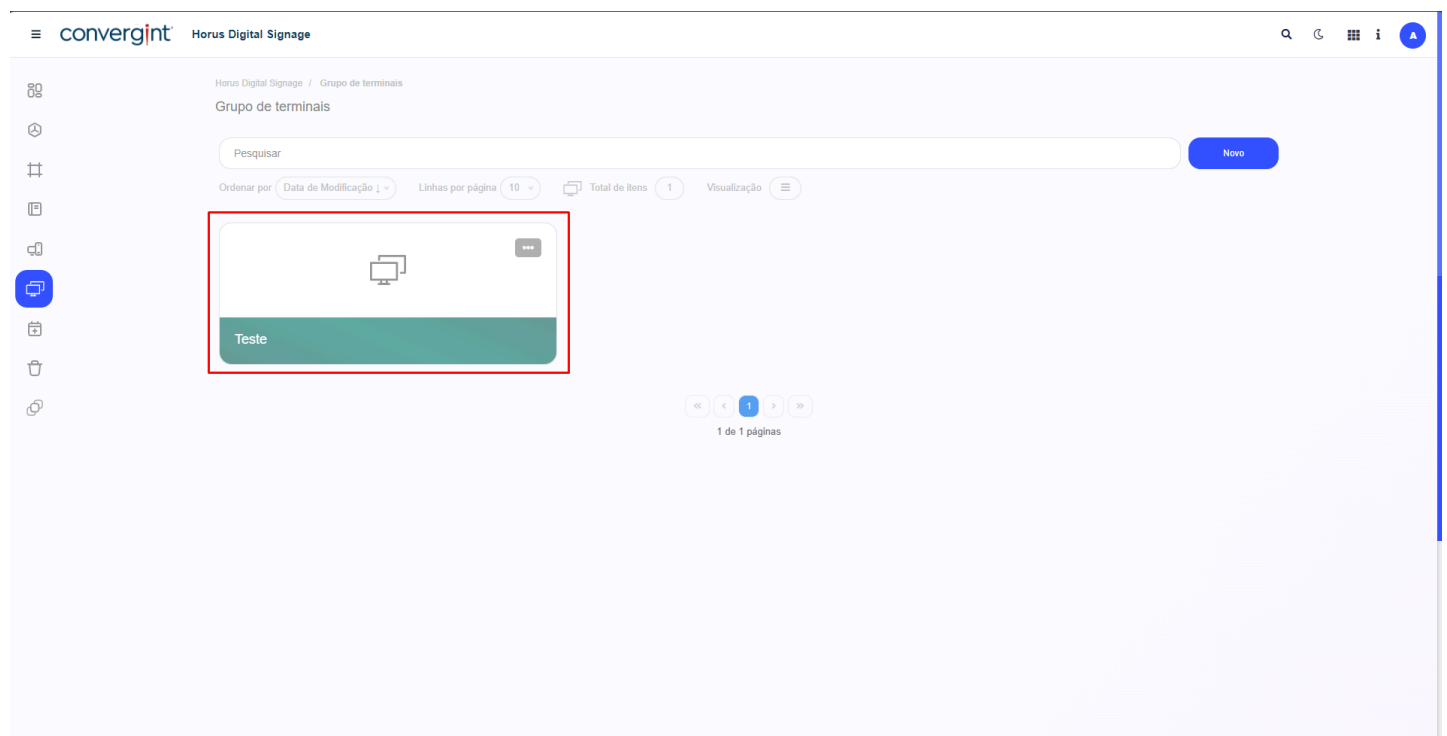 convergint Horus Digital Signage
A
Horus Digital Signage / Grupo de terminais
Grupo de terminais
Pesquisar
Novo
Ordenar por Data de Modificação ↓ Linhas por página 10 Total de itens 1 Visualização
Teste
« ‹ 1 › »
1 de 1 páginas